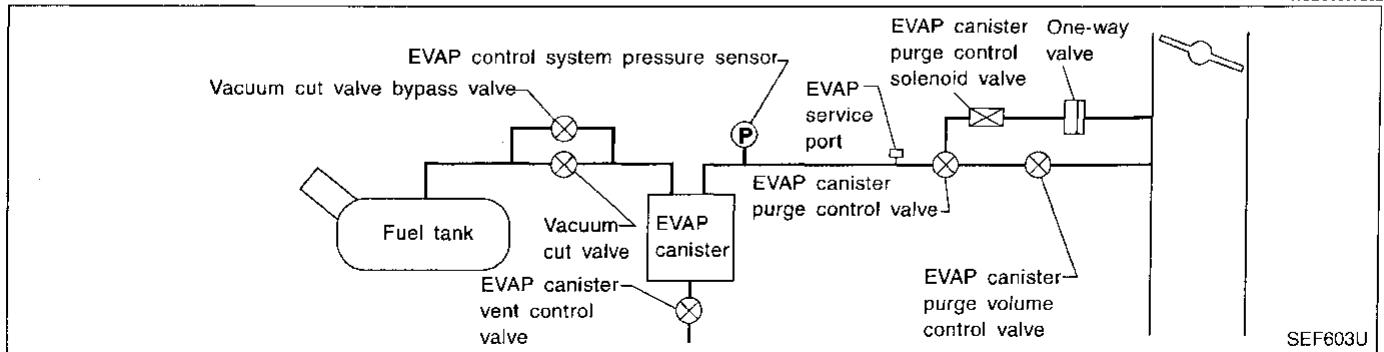 EVAP canister
purge control
solenoid valve
One-way
valve
EVAP control system pressure sensor
Vacuum cut valve bypass valve
EVAP
service
port
P
EVAP canister
purge control valve
Fuel tank
Vacuum
cut valve
EVAP
canister
EVAP canister
vent control
valve
EVAP canister
purge volume
control valve
SEF603U